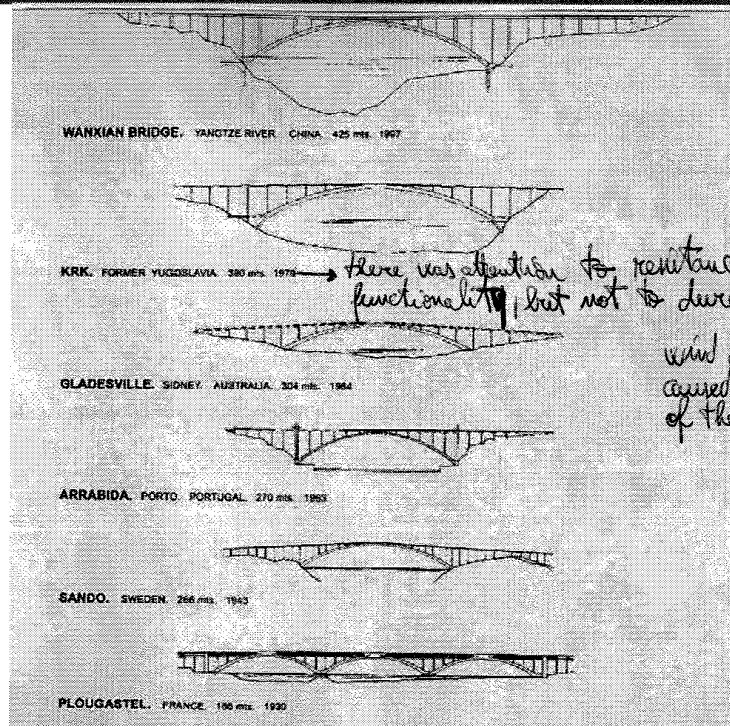 WANXIAN BRIDGE. YANGTZE RIVER. CHINA. 425 mts. 1997
KRK. FORMER YUGOSLAVIA. 390 mts. 1979
there was attention to
functionality, but not to
GLADESVILLE. SIDNEY. AUSTRALIA. 304 mts. 1964
wind
caused
of the
ARRABIDA. PORTO. PORTUGAL. 270 mts. 1963
SANDO. SWEDEN. 266 mts. 1943
PLOUGASTEL. FRANCE. 186 mts. 1930